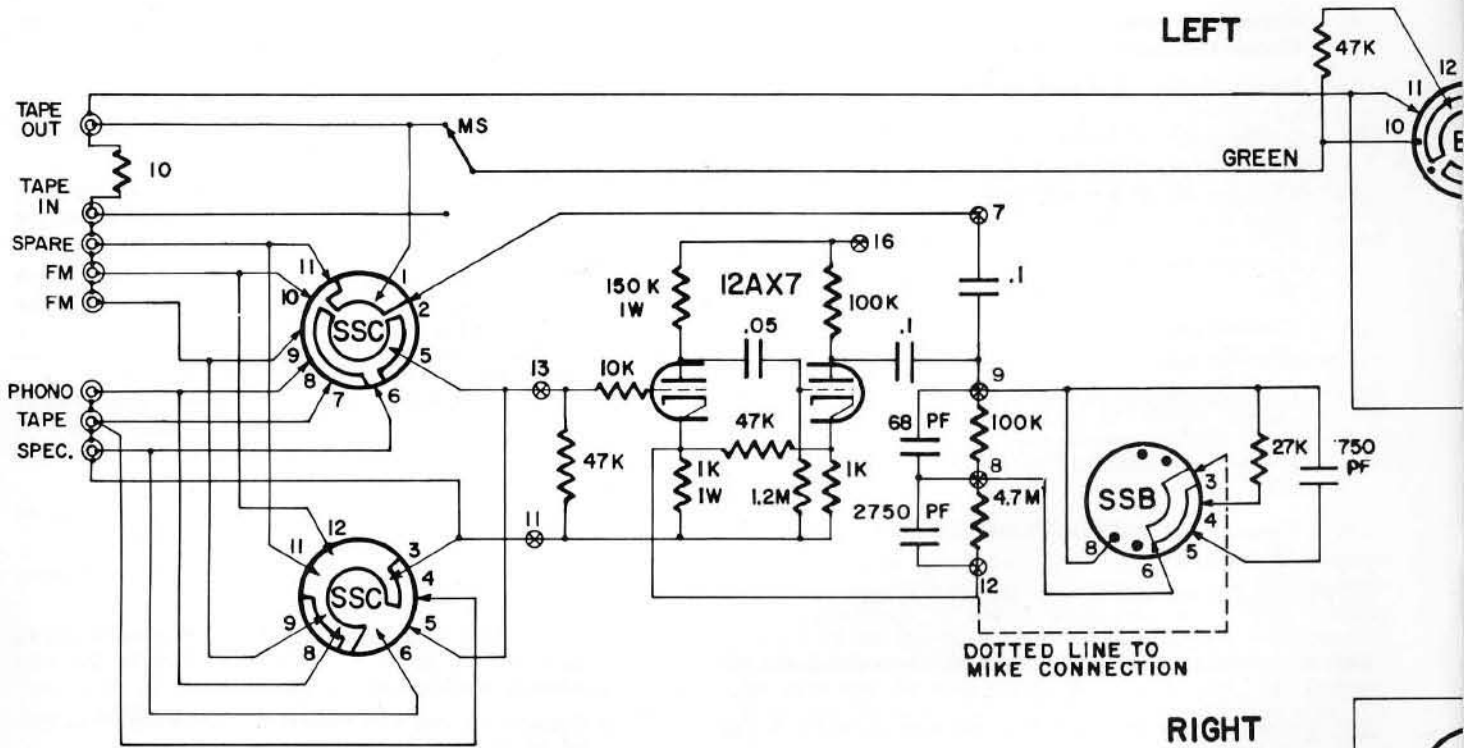 LEFT
47K
12
11
10
TAPE OUT
MS
10
GREEN
TAPE IN
SPARE
FM
FM
11
1
10
2
SSC
9
5
8
7
6
PHONO
TAPE
SPEC.
7
16
150 K
1W
12AX7
100K
.1
.05
.1
13
10K
9
47K
68 PF
100K
47K
1K
1W
1.2M
1K
8
4.7M
2750 PF
11
12
27K
750 PF
SSB
3
4
5
8
6
12
11
3
4
SSC
9
5
8
6
DOTTED LINE TO
MIKE CONNECTION
RIGHT